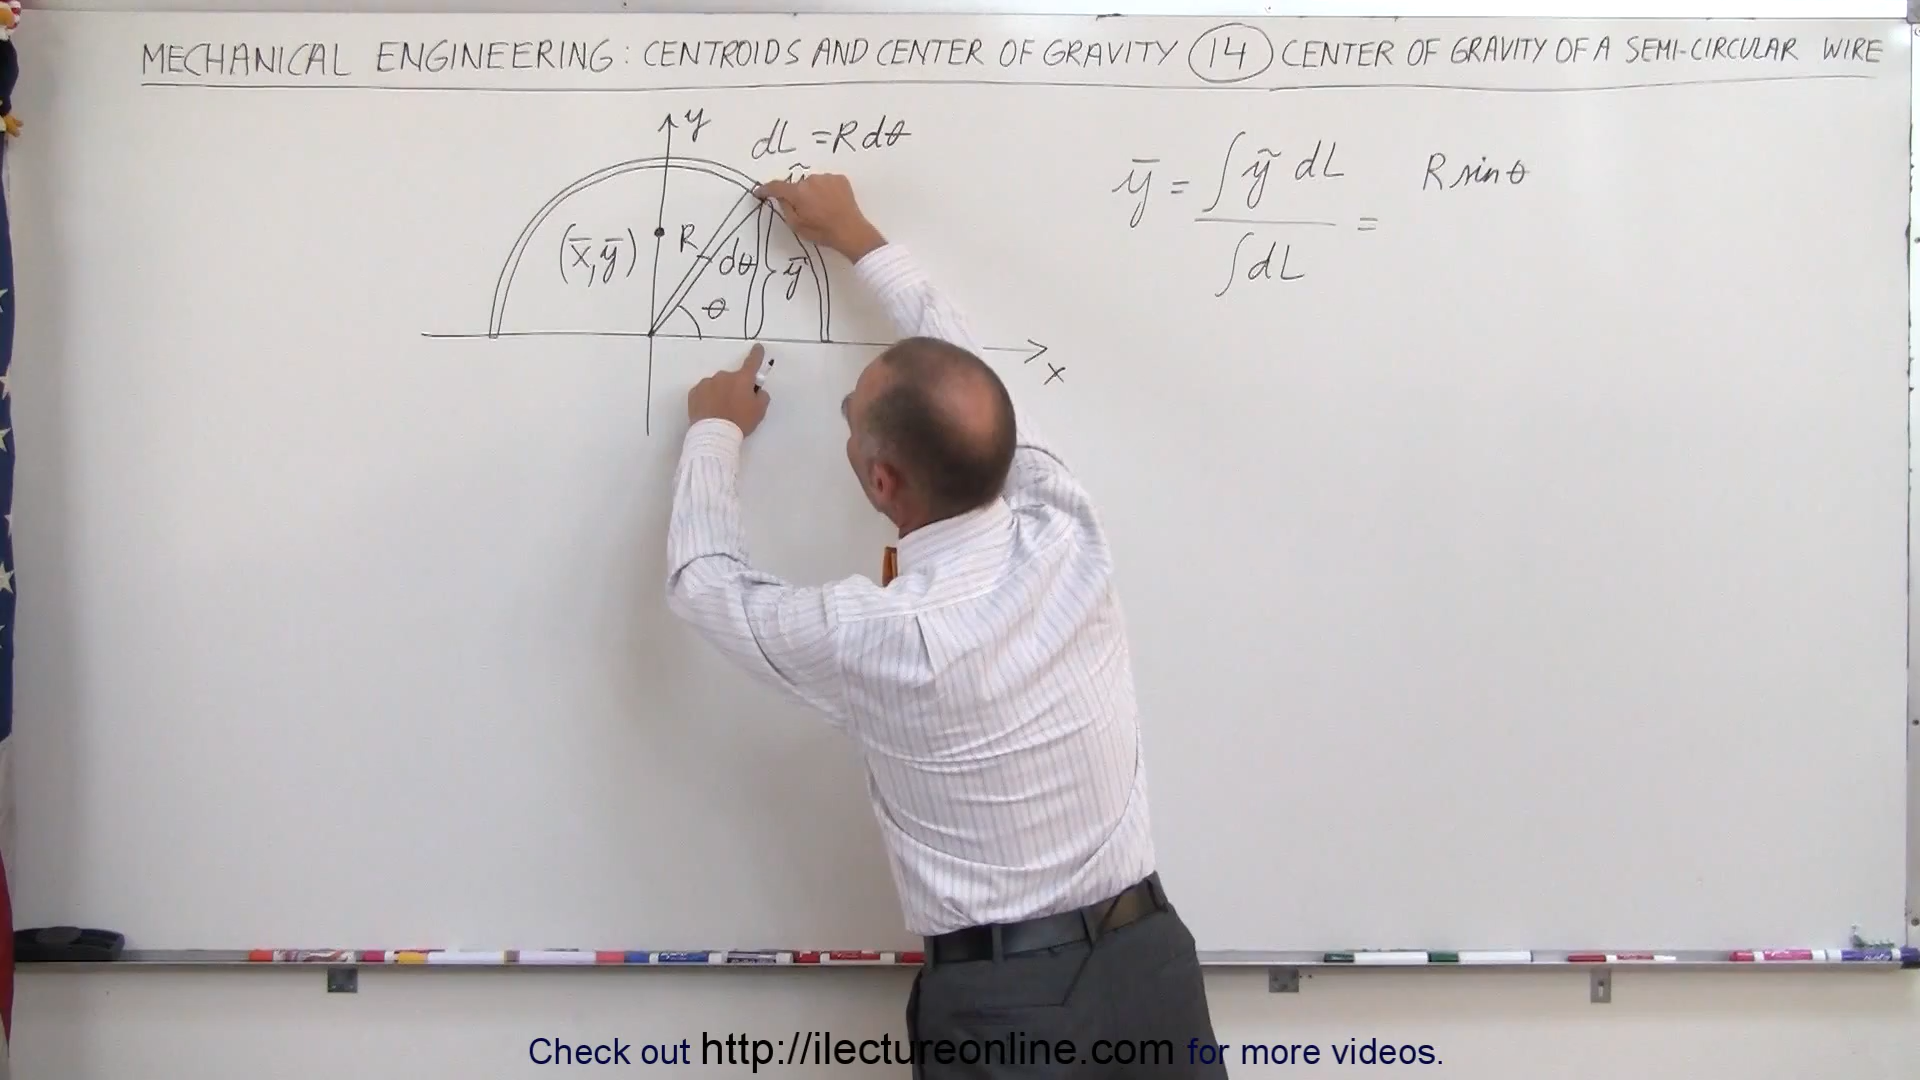 MECHANICAL ENGINEERING: CENTROIDS AND CENTER OF GRAVITY (14) CENTER OF GRAVITY OF A SEMI-CIRCULAR WIRE
y
dL = R dθ
ỹ
(x̄, ȳ)
R
dθ
ȳ
θ
x
ȳ = ∫ ỹ dL / ∫ dL = R sin θ
Check out http://ilectureonline.com for more videos.